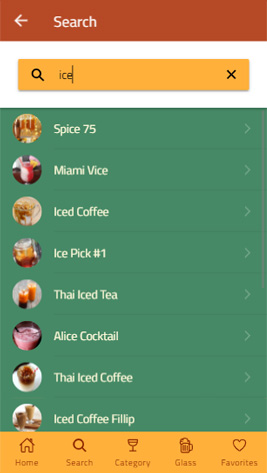 Search
ice
Spice 75
Miami Vice
Iced Coffee
Ice Pick #1
Thai Iced Tea
Alice Cocktail
Thai Iced Coffee
Iced Coffee Fillip
Home Search Category Glass Favorites